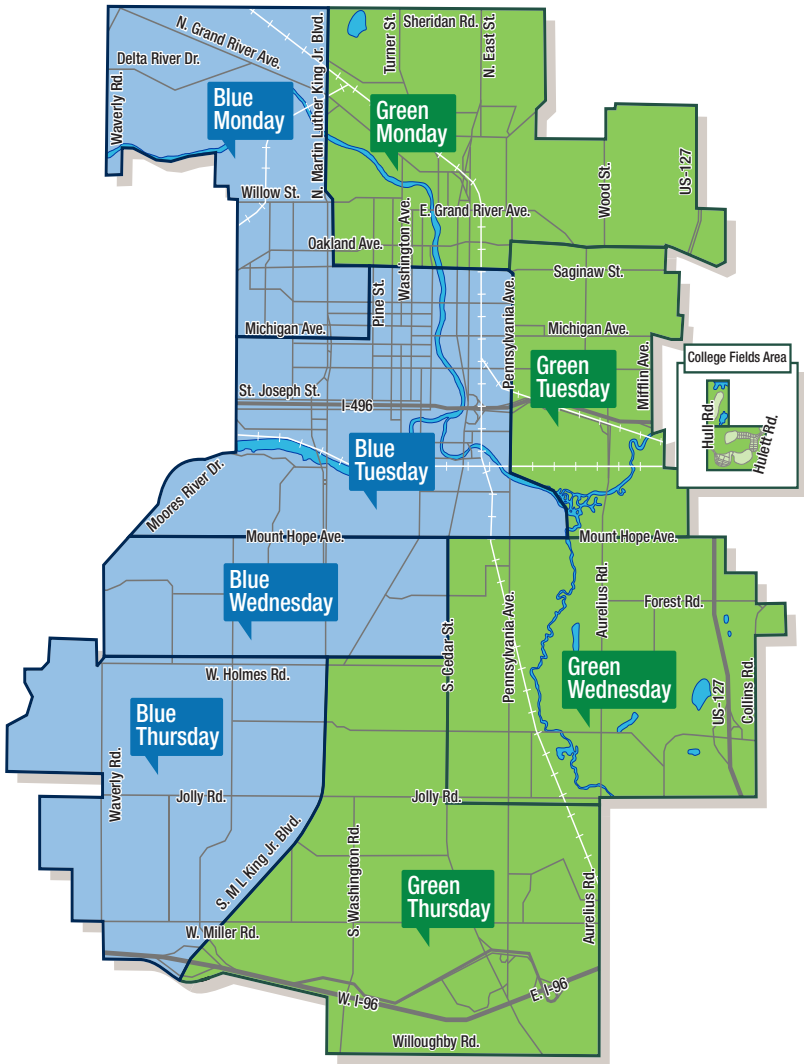 Sheridan Rd.
N. Grand River Ave.
Delta River Dr.
Waverly Rd.
N. Martin Luther King Jr. Blvd.
Turner St.
N. East St.
Blue
Monday
Green
Monday
Willow St.
Wood St.
US-127
E. Grand River Ave.
Oakland Ave.
Washington Ave.
Saginaw St.
Pine St.
Michigan Ave.
Pennsylvania Ave.
Michigan Ave.
Mifflin Ave.
College Fields Area
Hull Rd.
Hulett Rd.
Green
Tuesday
St. Joseph St.
I-496
Blue
Tuesday
Moores River Dr.
Mount Hope Ave.
Mount Hope Ave.
Blue
Wednesday
Aurelius Rd.
Forest Rd.
S. Cedar St.
Pennsylvania Ave.
Green
Wednesday
US-127
Collins Rd.
W. Holmes Rd.
Blue
Thursday
Waverly Rd.
Jolly Rd.
Jolly Rd.
S. M L King Jr. Blvd.
S. Washington Rd.
Green
Thursday
Aurelius Rd.
W. Miller Rd.
W. I-96
E. I-96
Willoughby Rd.